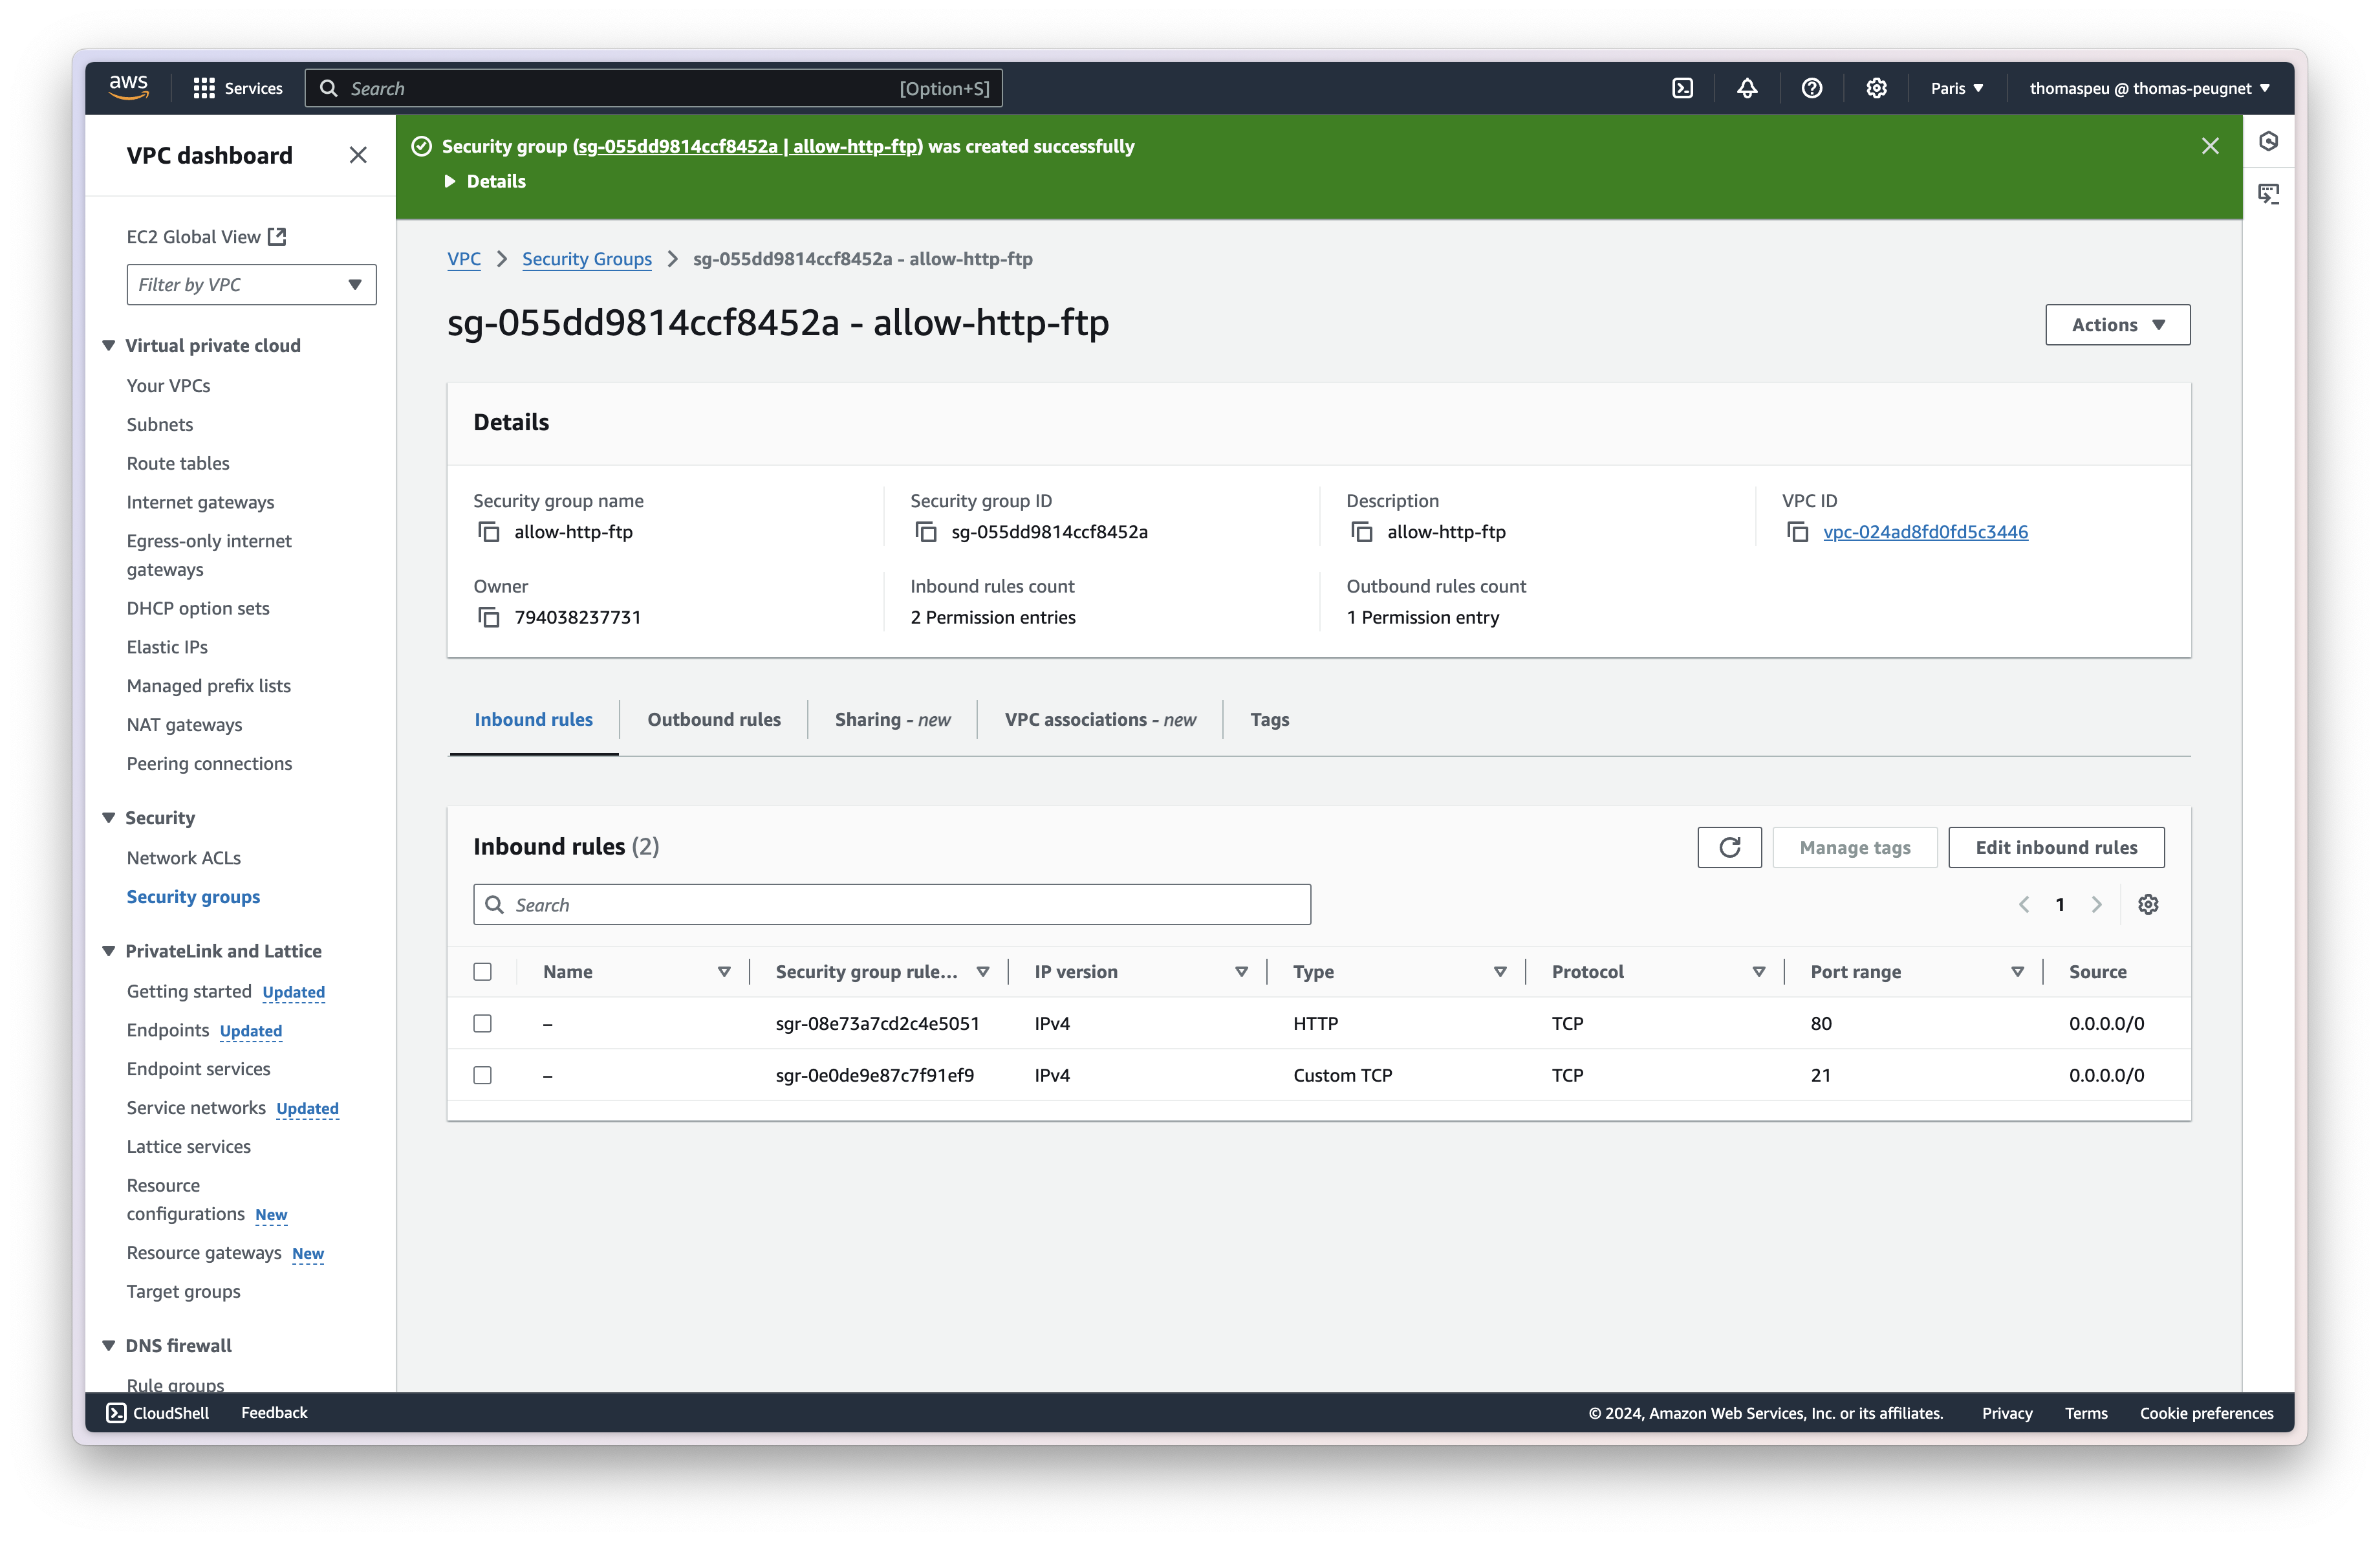 aws
Services
Search [Option+S]
Paris
thomaspeu @ thomas-peugnet
VPC dashboard
EC2 Global View
Filter by VPC
Virtual private cloud
Your VPCs
Subnets
Route tables
Internet gateways
Egress-only internet
gateways
DHCP option sets
Elastic IPs
Managed prefix lists
NAT gateways
Peering connections
Security
Network ACLs
Security groups
PrivateLink and Lattice
Getting started Updated
Endpoints Updated
Endpoint services
Service networks Updated
Lattice services
Resource
configurations New
Resource gateways New
Target groups
DNS firewall
Rule groups
Security group (sg-055dd9814ccf8452a | allow-http-ftp) was created successfully
Details
VPC > Security Groups > sg-055dd9814ccf8452a - allow-http-ftp
sg-055dd9814ccf8452a - allow-http-ftp
Actions
Details
Security group name
allow-http-ftp
Security group ID
sg-055dd9814ccf8452a
Description
allow-http-ftp
VPC ID
vpc-024ad8fd0fd5c3446
Owner
794038237731
Inbound rules count
2 Permission entries
Outbound rules count
1 Permission entry
Inbound rules
Outbound rules
Sharing - new
VPC associations - new
Tags
Inbound rules (2)
Manage tags
Edit inbound rules
Search
1
Name Security group rule... IP version Type Protocol Port range Source
– sgr-08e73a7cd2c4e5051 IPv4 HTTP TCP 80 0.0.0.0/0
– sgr-0e0de9e87c7f91ef9 IPv4 Custom TCP TCP 21 0.0.0.0/0
CloudShell
Feedback
© 2024, Amazon Web Services, Inc. or its affiliates.
Privacy
Terms
Cookie preferences